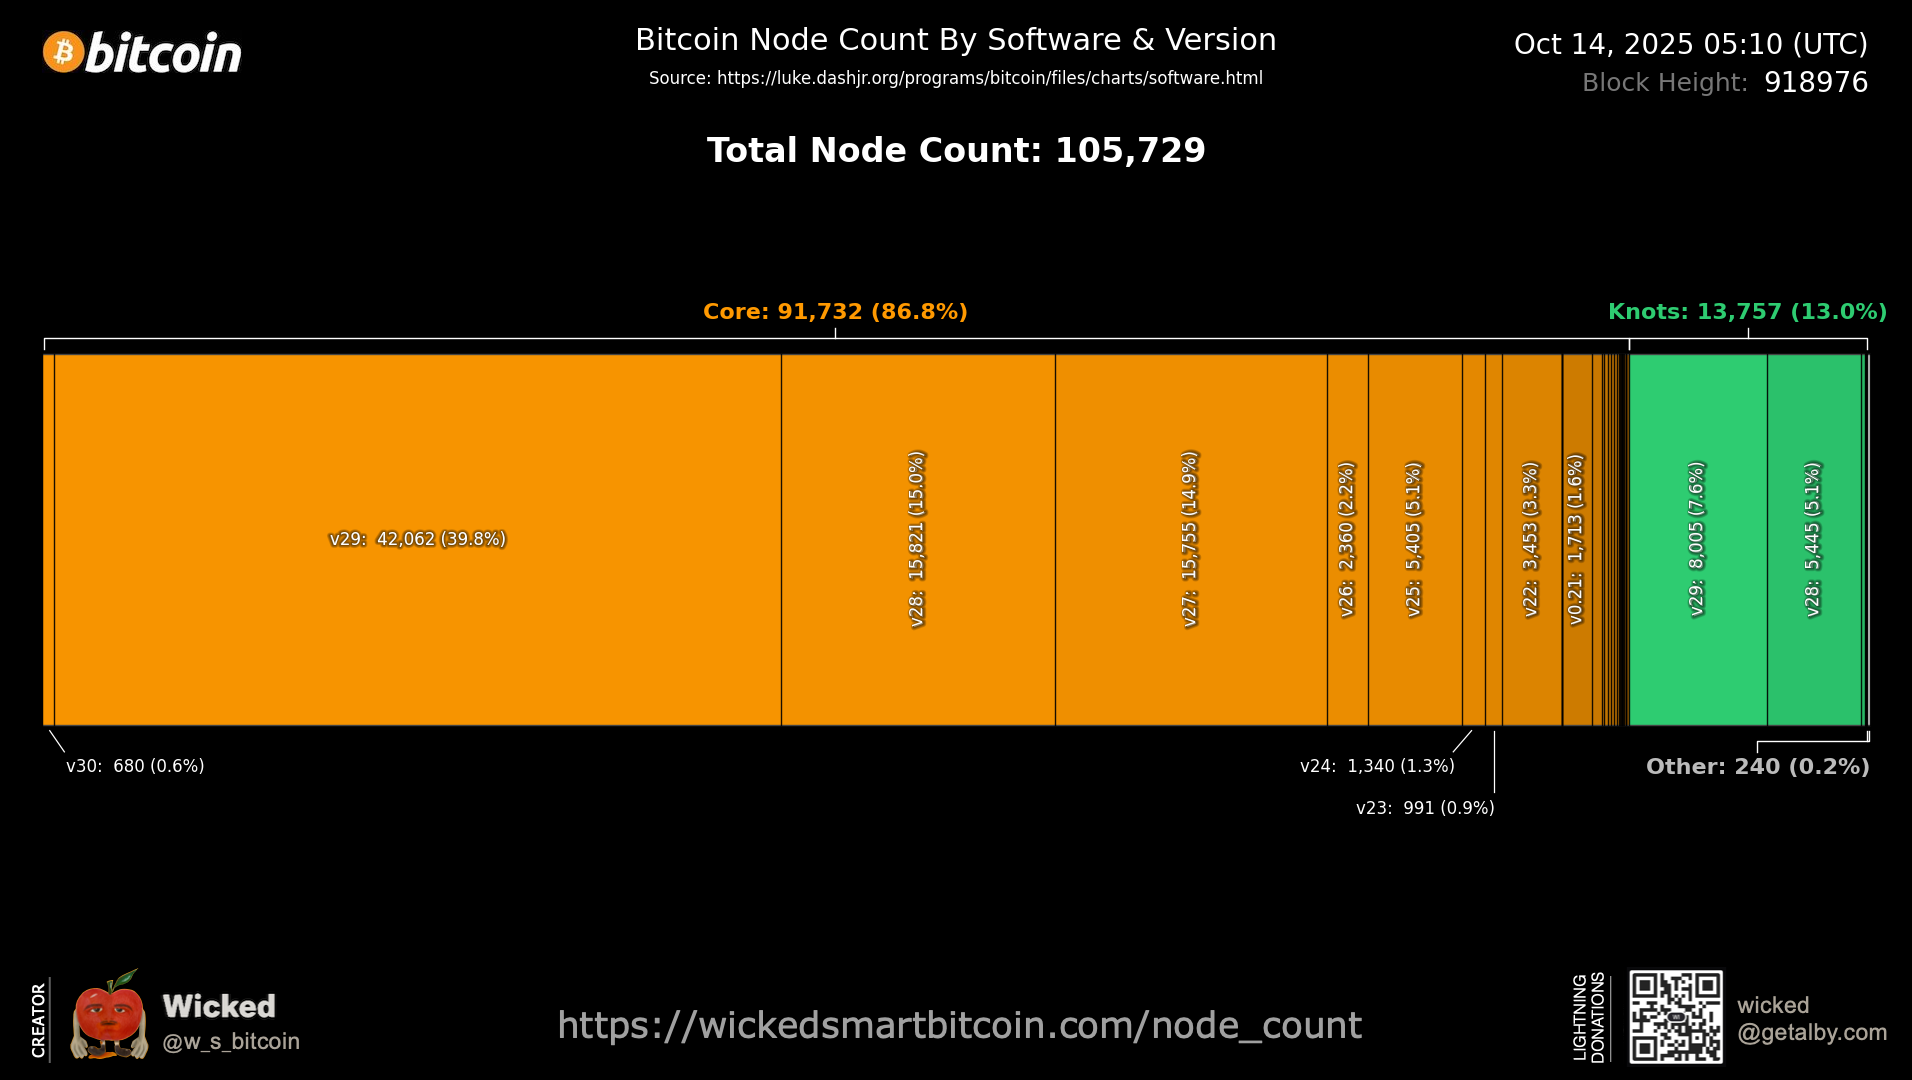 bitcoin
Bitcoin Node Count By Software & Version
Source: https://luke.dashjr.org/programs/bitcoin/files/charts/software.html
Oct 14, 2025 05:10 (UTC)
Block Height: 918976
Total Node Count: 105,729
Core: 91,732 (86.8%)
Knots: 13,757 (13.0%)
v29: 42,062 (39.8%)
v28: 15,821 (15.0%)
v27: 15,755 (14.9%)
v26: 2,360 (2.2%)
v25: 5,405 (5.1%)
v22: 3,453 (3.3%)
v0.21: 1,713 (1.6%)
v29: 8,005 (7.6%)
v28: 5,445 (5.1%)
v30: 680 (0.6%)
v24: 1,340 (1.3%)
Other: 240 (0.2%)
v23: 991 (0.9%)
CREATOR
Wicked
@w_s_bitcoin
https://wickedsmartbitcoin.com/node_count
LIGHTNING
DONATIONS
wicked
@getalby.com